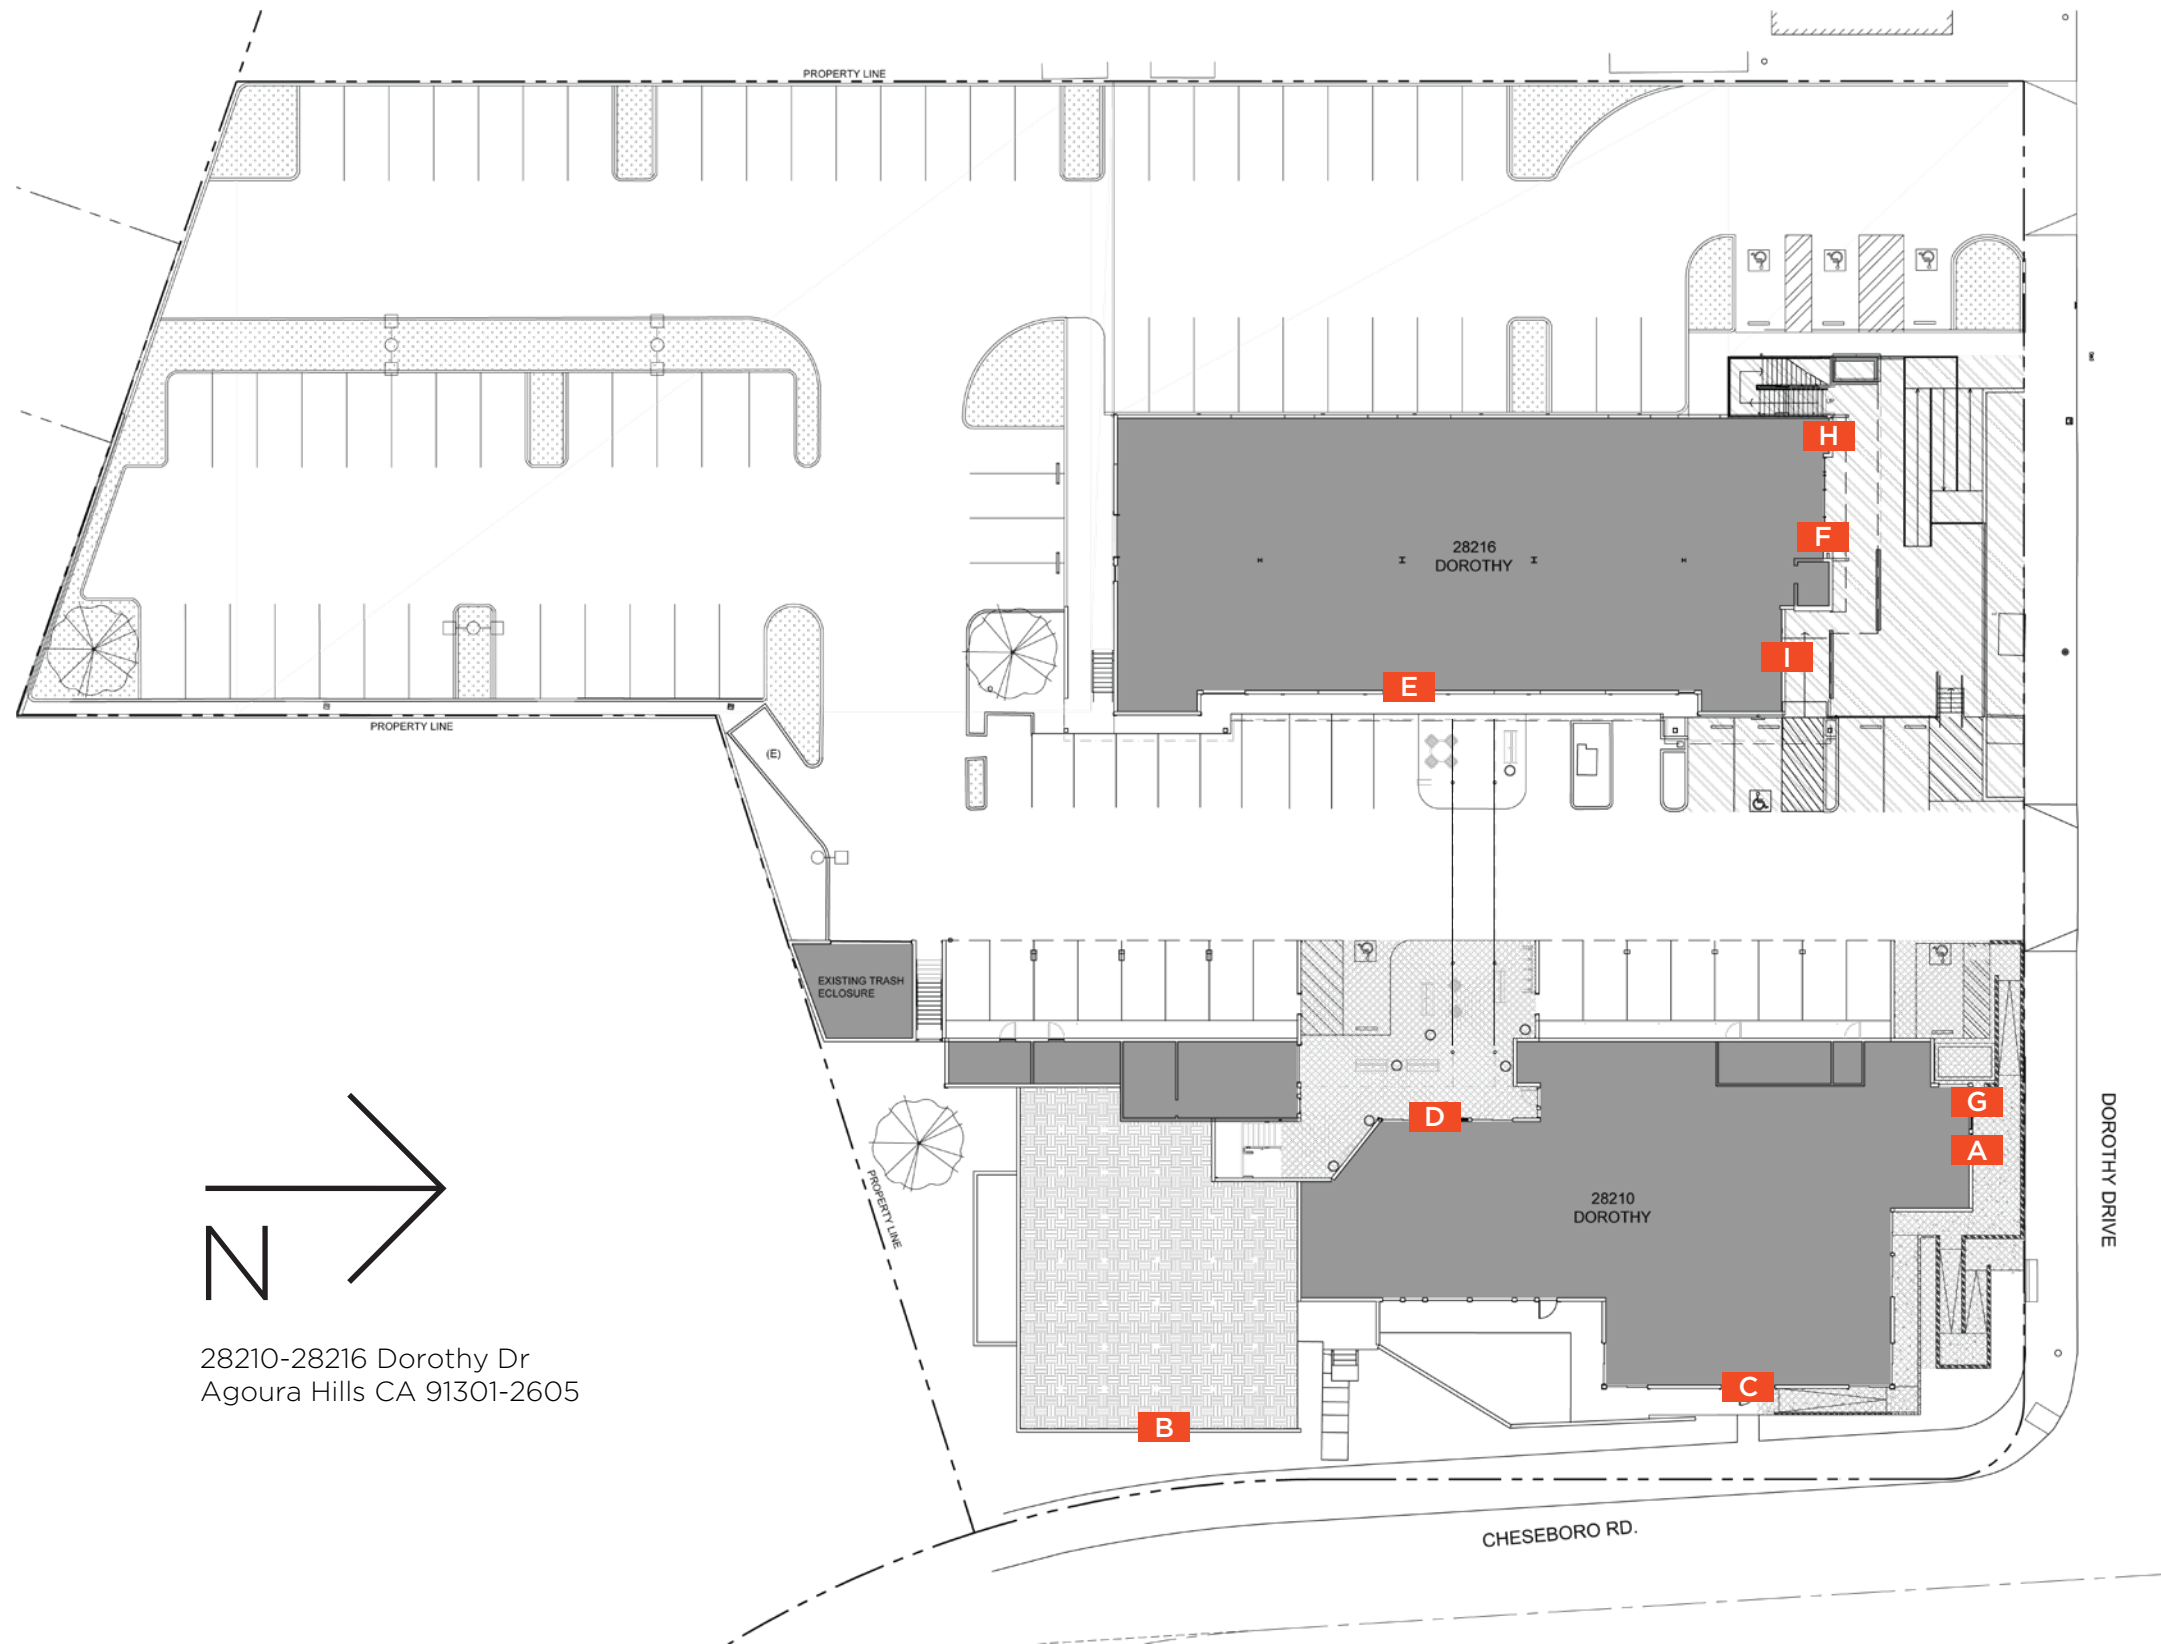 PROPERTY LINE
UP
H
28216
DOROTHY
F
I
E
PROPERTY LINE
(E)
EXISTING TRASH
ECLOSURE
D
G
A
DOROTHY DRIVE
PROPERTY LINE
28210
DOROTHY
N
28210-28216 Dorothy Dr
Agoura Hills CA 91301-2605
C
B
CHESEBORO RD.